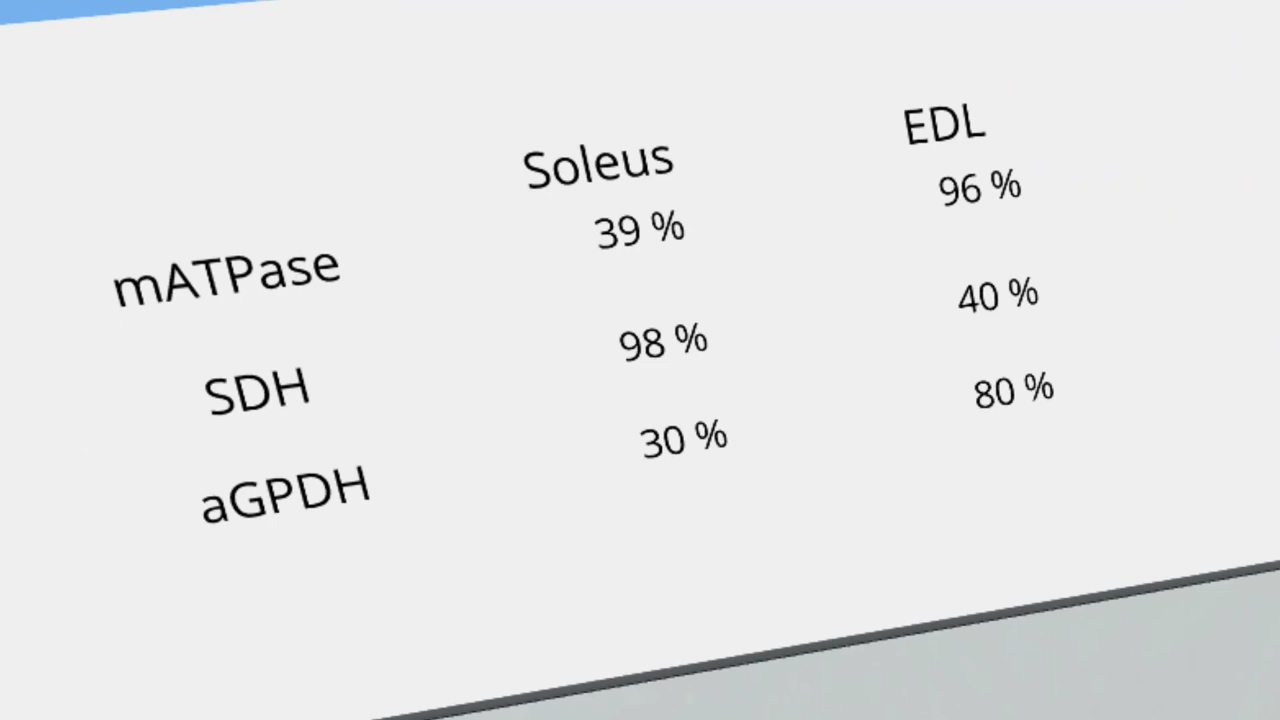 Soleus EDL
mATPase 39 % 96 %
SDH 98 % 40 %
aGPDH 30 % 80 %